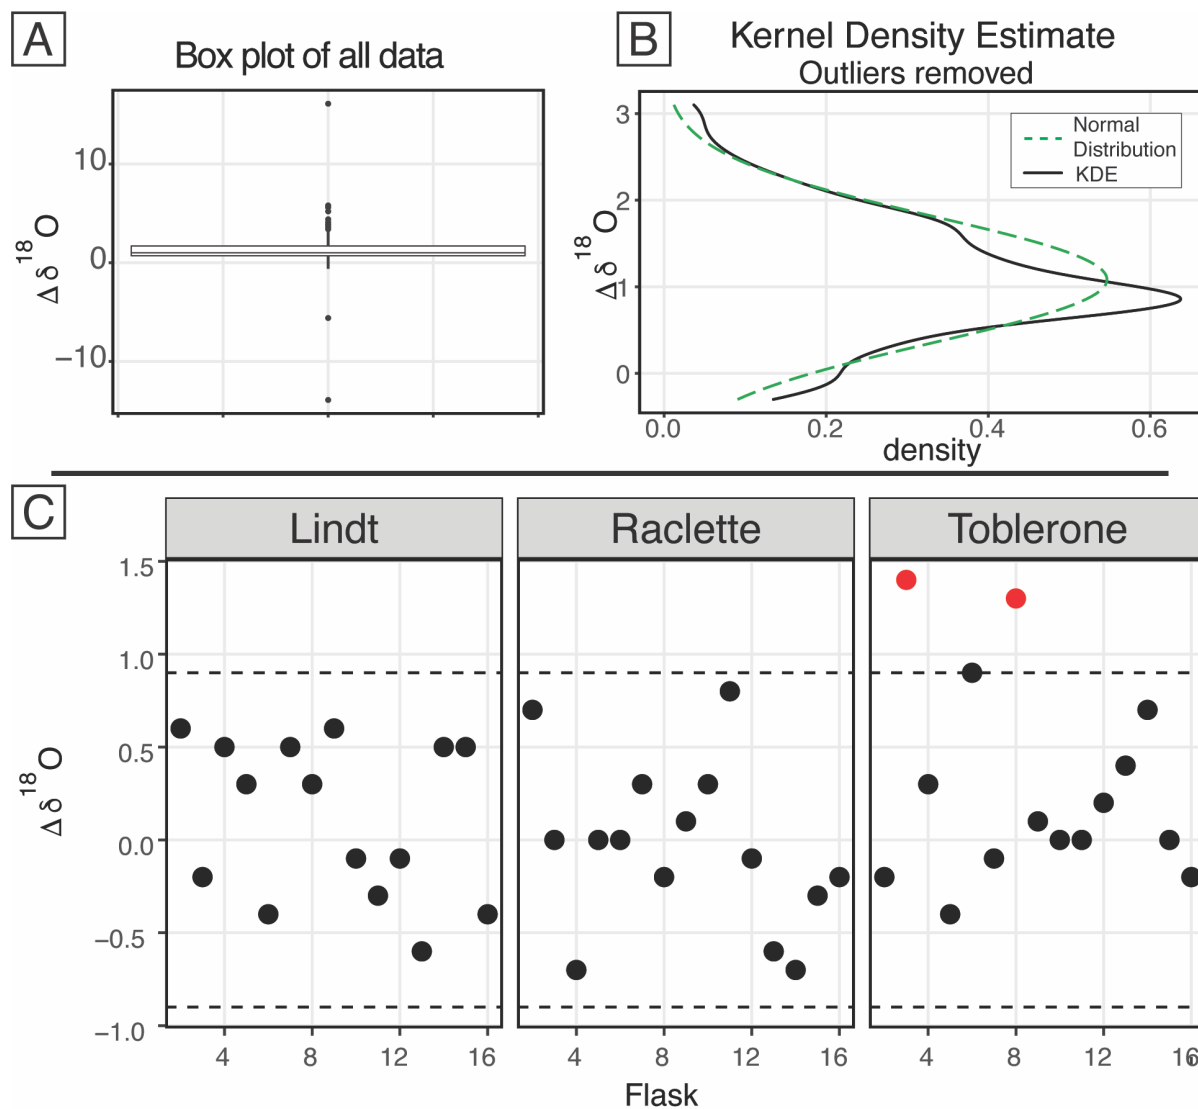 A
Box plot of all data
10
0
−10
Δδ18O
B
Kernel Density Estimate
Outliers removed
3
2
1
0
Δδ18O
Normal
Distribution
KDE
0.0 0.2 0.4 0.6
density
C
Lindt Raclette Toblerone
1.5
1.0
0.5
0.0
−0.5
−1.0
Δδ18O
4 8 12 16 4 8 12 16 4 8 12 16
Flask